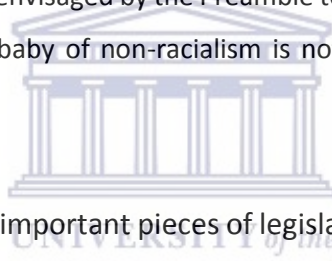 envisaged by the Preamble t
baby of non-racialism is no
important pieces of legisla
UNIVERSITY of the